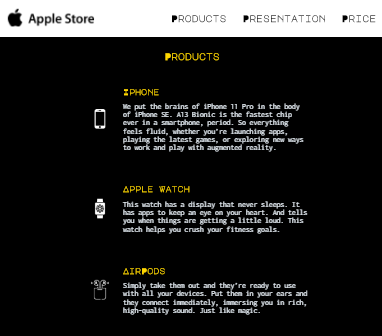 Apple Store
PRODUCTS PRESENTATION PRICE
PRODUCTS
IPHONE
We put the brains of iPhone 11 Pro in the body
of iPhone SE. A13 Bionic is the fastest chip
ever in a smartphone, period. So everything
feels fluid, whether you're launching apps,
playing the latest games, or exploring new ways
to work and play with augmented reality.
APPLE WATCH
This watch has a display that never sleeps. It
has apps to keep an eye on your heart. And tells
you when things are getting a little loud. This
watch helps you crush your fitness goals.
AIRPODS
Simply take them out and they're ready to use
with all your devices. Put them in your ears and
they connect immediately, immersing you in rich,
high-quality sound. Just like magic.